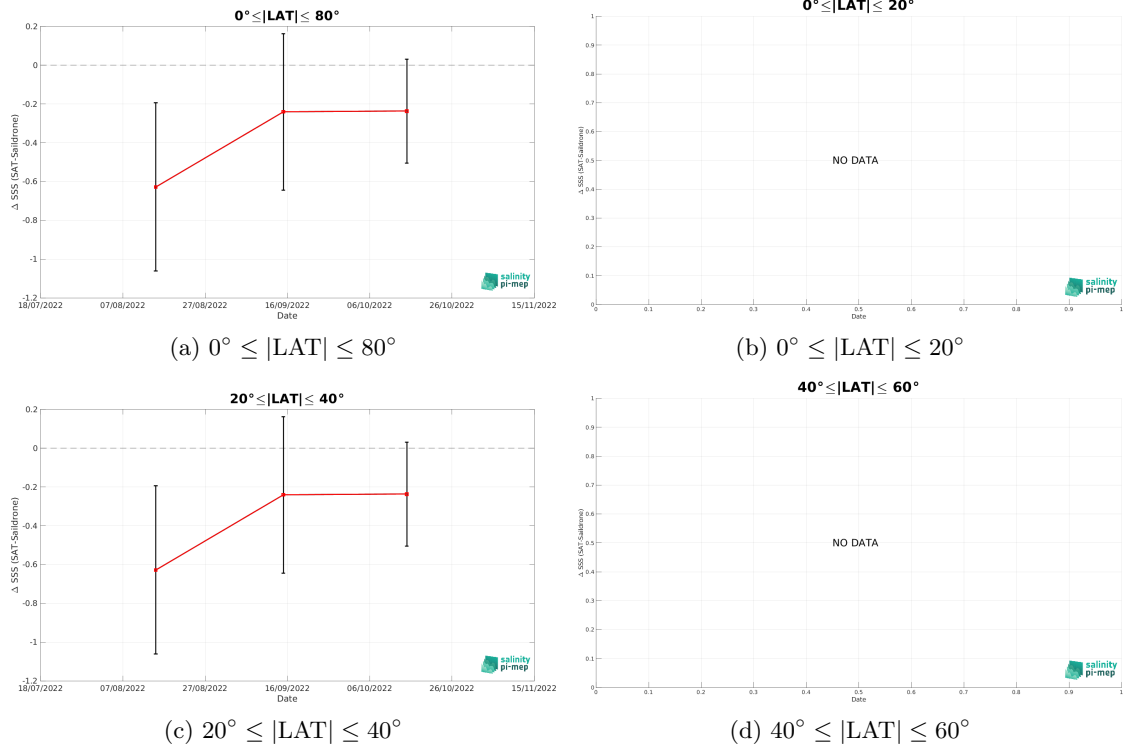 0°≤|LAT|≤ 80°
0.2
0
-0.2
-0.4
-0.6
-0.8
-1
-1.2
Δ SSS (SAT-Saildrone)
18/07/2022 07/08/2022 27/08/2022 16/09/2022 06/10/2022 26/10/2022 15/11/2022
Date
salinity
pi-mep
(a) 0° ≤ |LAT| ≤ 80°
0°≤|LAT|≤ 20°
1
0.9
0.8
0.7
0.6
0.5
0.4
0.3
0.2
0.1
0
Δ SSS (SAT-Saildrone)
NO DATA
0 0.1 0.2 0.3 0.4 0.5 0.6 0.7 0.8 0.9 1
Date
salinity
pi-mep
(b) 0° ≤ |LAT| ≤ 20°
20°≤|LAT|≤ 40°
0.2
0
-0.2
-0.4
-0.6
-0.8
-1
-1.2
Δ SSS (SAT-Saildrone)
18/07/2022 07/08/2022 27/08/2022 16/09/2022 06/10/2022 26/10/2022 15/11/2022
Date
salinity
pi-mep
(c) 20° ≤ |LAT| ≤ 40°
40°≤|LAT|≤ 60°
1
0.9
0.8
0.7
0.6
0.5
0.4
0.3
0.2
0.1
0
Δ SSS (SAT-Saildrone)
NO DATA
0 0.1 0.2 0.3 0.4 0.5 0.6 0.7 0.8 0.9 1
Date
salinity
pi-mep
(d) 40° ≤ |LAT| ≤ 60°